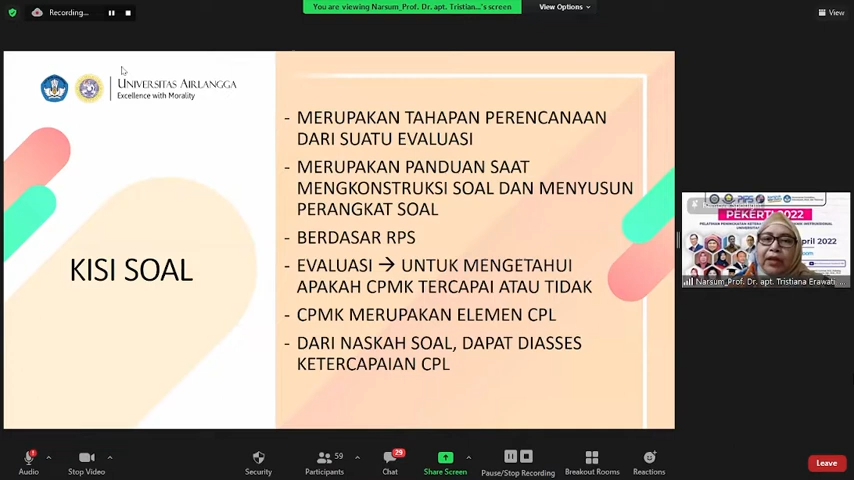 Recording...
You are viewing Narsum_Prof. Dr. apt. Tristian...'s screen
View Options
View
UNIVERSITAS AIRLANGGA
Excellence with Morality
KISI SOAL
- MERUPAKAN TAHAPAN PERENCANAAN
DARI SUATU EVALUASI
- MERUPAKAN PANDUAN SAAT
MENGKONSTRUKSI SOAL DAN MENYUSUN
PERANGKAT SOAL
- BERDASAR RPS
- EVALUASI → UNTUK MENGETAHUI
APAKAH CPMK TERCAPAI ATAU TIDAK
- CPMK MERUPAKAN ELEMEN CPL
- DARI NASKAH SOAL, DAPAT DIASSES
KETERCAPAIAN CPL
PEKERTI 2022
April 2022
Narsum_Prof. Dr. apt. Tristiana Erawati ...
Audio
Stop Video
Security
59
Participants
29
Chat
Share Screen
Pause/Stop Recording
Breakout Rooms
Reactions
Leave